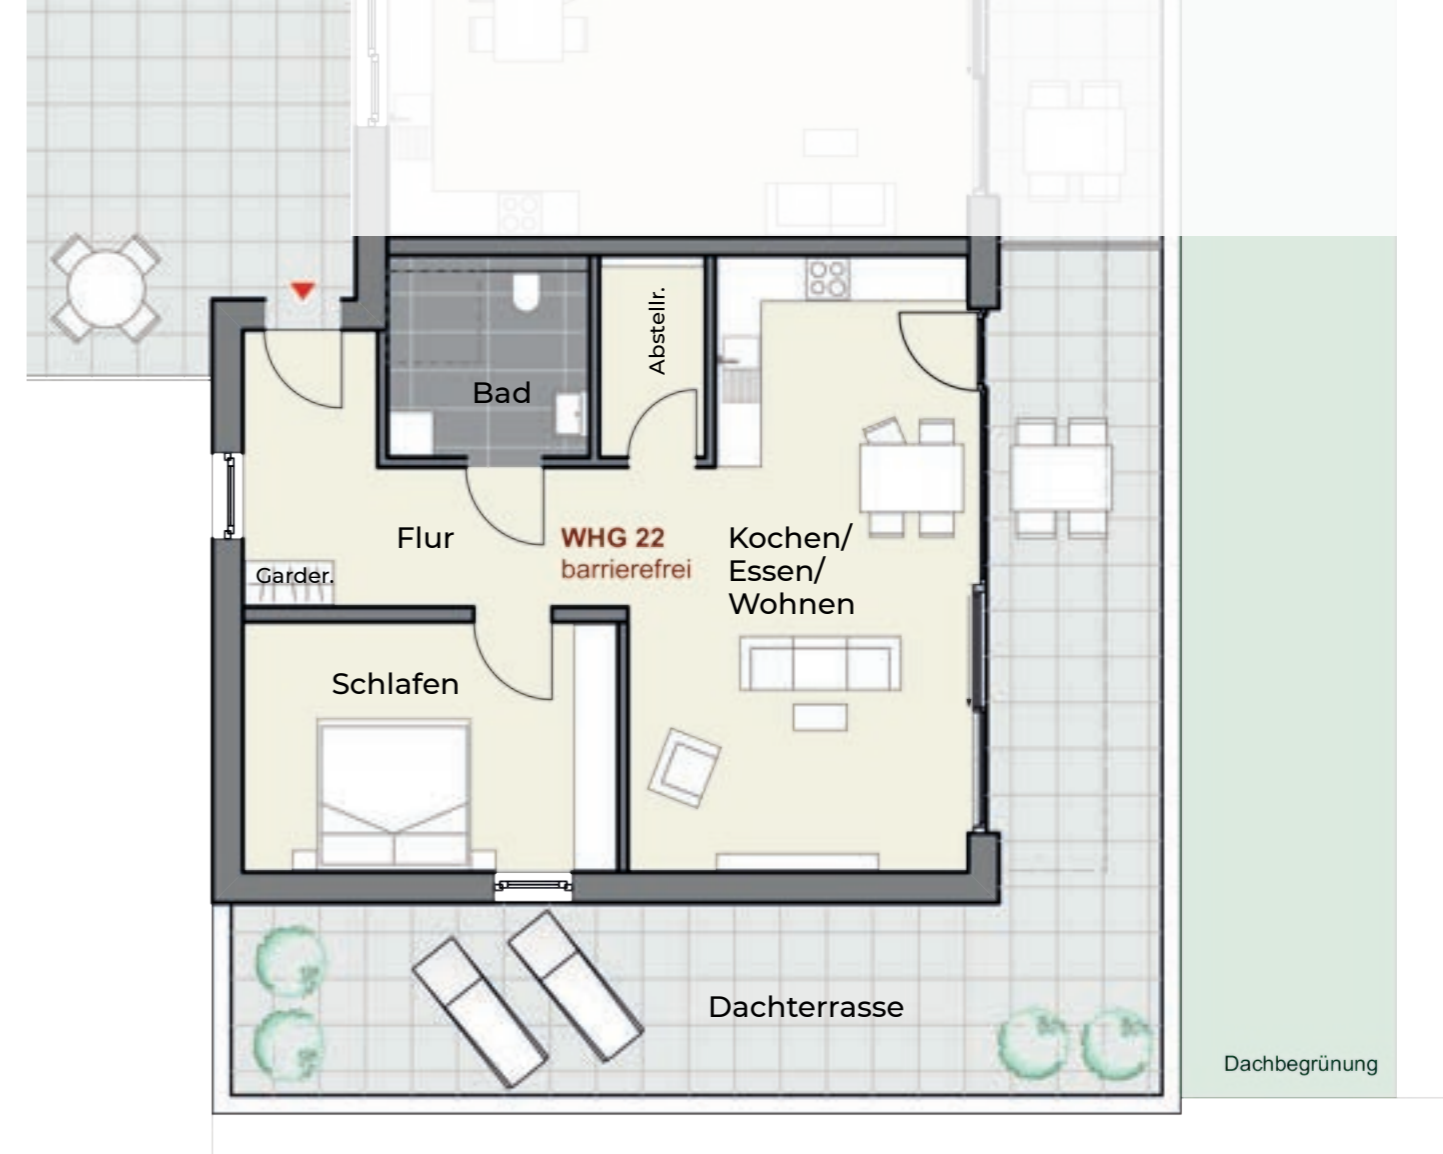 Abstellr.
Bad
Flur
WHG 22
barrierefrei
Kochen/
Essen/
Wohnen
Garder.
Schlafen
Dachterrasse
Dachbegrünung